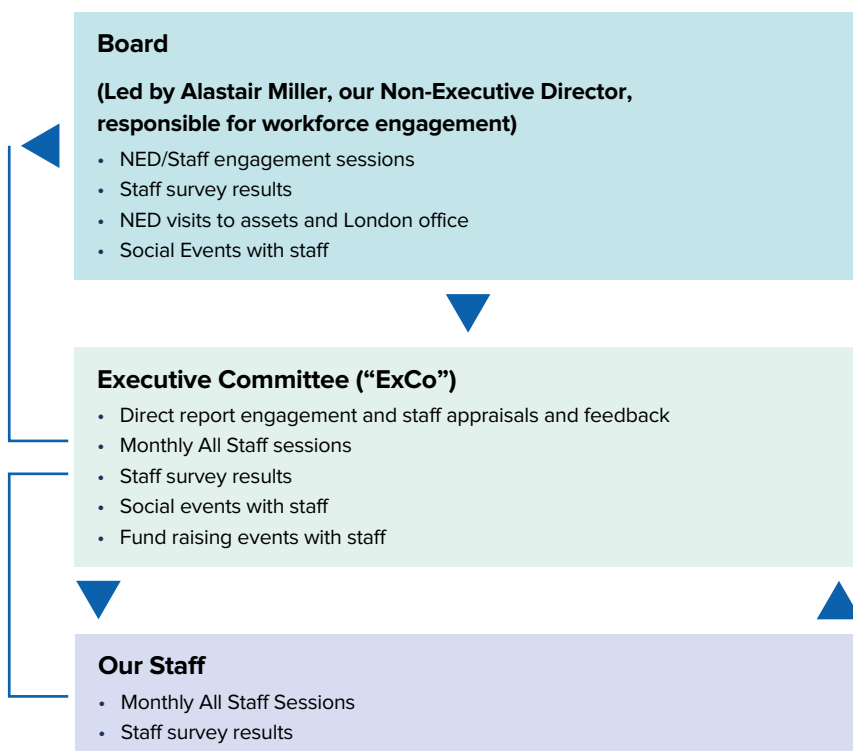 Board
(Led by Alastair Miller, our Non-Executive Director,
responsible for workforce engagement)
• NED/Staff engagement sessions
• Staff survey results
• NED visits to assets and London office
• Social Events with staff
Executive Committee (“ExCo”)
• Direct report engagement and staff appraisals and feedback
• Monthly All Staff sessions
• Staff survey results
• Social events with staff
• Fund raising events with staff
Our Staff
• Monthly All Staff Sessions
• Staff survey results